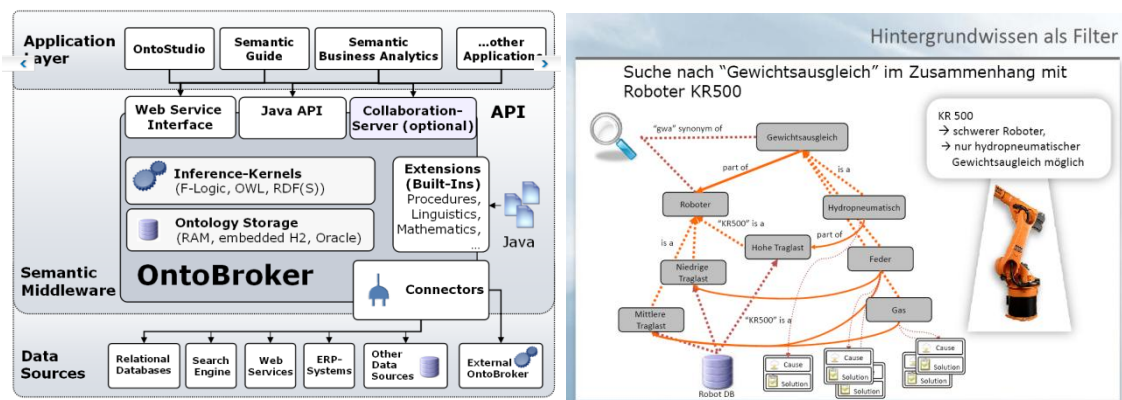 Application
Layer
OntoStudio
Semantic
Guide
Semantic
Business Analytics
...other
Applications
Web Service
Interface
Java API
Collaboration-
Server (optional)
API
Inference-Kernels
(F-Logic, OWL, RDF(S))
Ontology Storage
(RAM, embedded H2, Oracle)
Extensions
(Built-Ins)
Procedures,
Linguistics,
Mathematics,
...
Java
Semantic
Middleware
OntoBroker
Connectors
Data
Sources
Relational
Databases
Search
Engine
Web
Services
ERP-
Systems
Other
Data
Sources
External
OntoBroker
Hintergrundwissen als Filter
Suche nach “Gewichtsausgleich” im Zusammenhang mit
Roboter KR500
KR 500
→ schwerer Roboter,
→ nur hydropneumatischer
Gewichtsaugleich möglich
“gwa” synonym of
Gewichtsausgleich
part of
is a
Roboter
Hydropneumatisch
“KR500” is a
part of
is a
Hohe Traglast
Feder
Niedrige
Traglast
Gas
Mittlere
Traglast
“KR500” is a
Robot DB
Cause
Solution
Cause
Solution
Solution
Cause
Solution